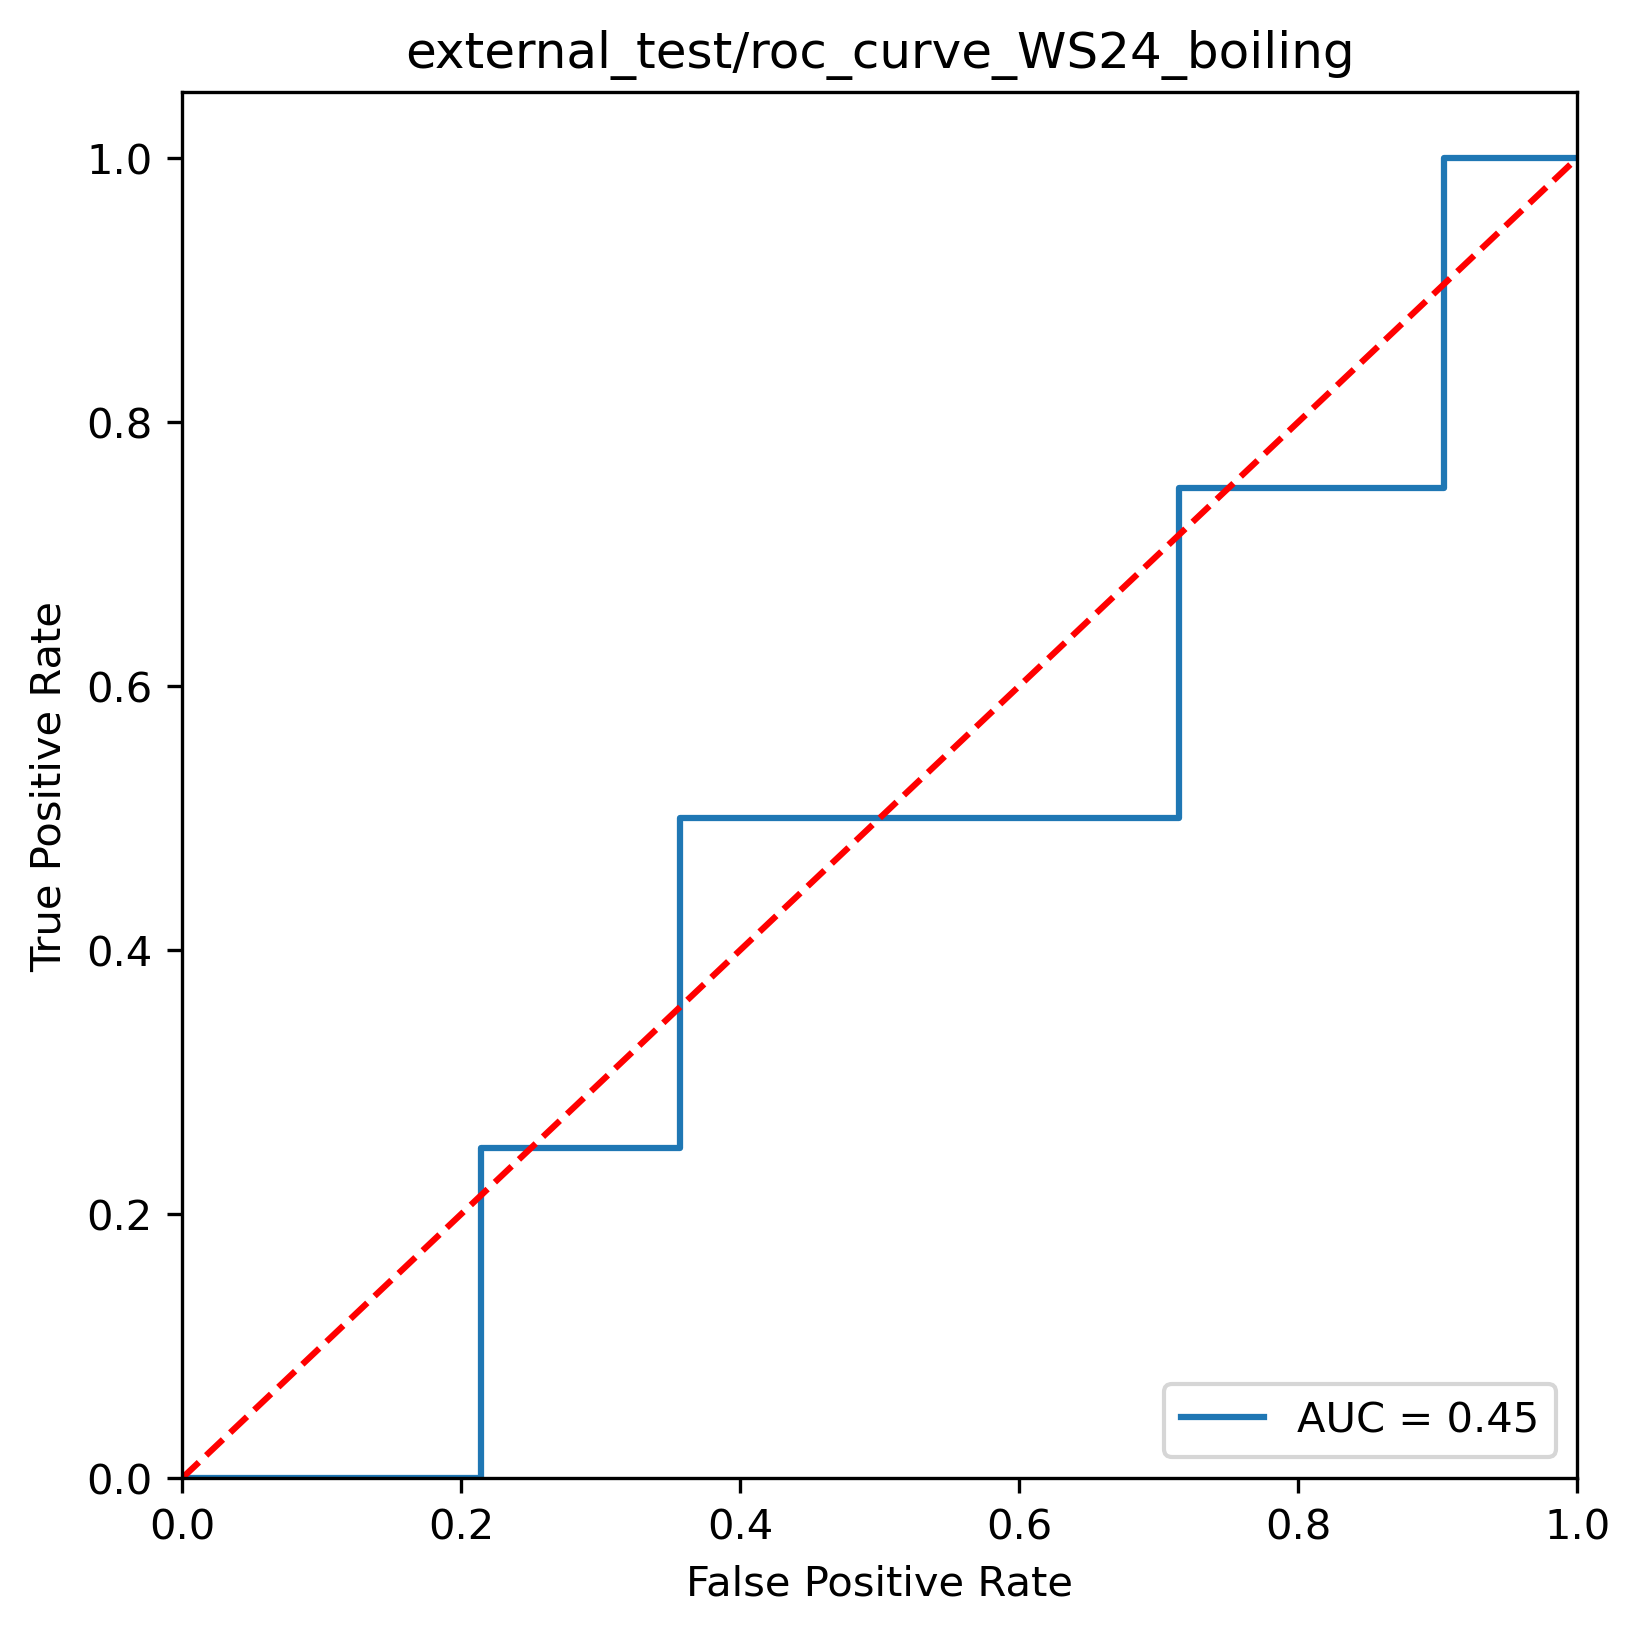 external_test/roc_curve_WS24_boiling
True Positive Rate
1.0
0.8
0.6
0.4
0.2
0.0
AUC = 0.45
0.0 0.2 0.4 0.6 0.8 1.0
False Positive Rate